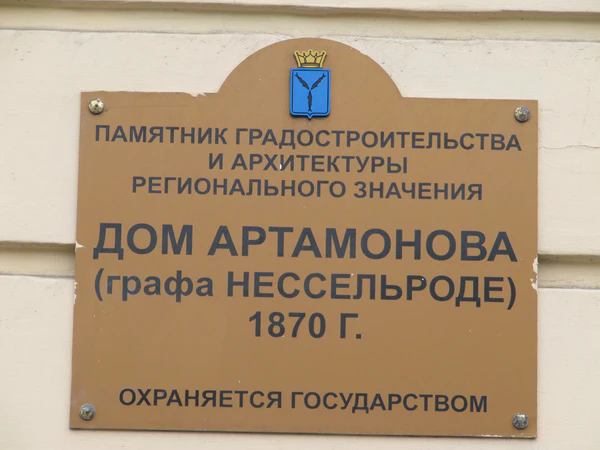 ПАМЯТНИК ГРАДОСТРОИТЕЛЬСТВА
И АРХИТЕКТУРЫ
РЕГИОНАЛЬНОГО ЗНАЧЕНИЯ
ДОМ АРТАМОНОВА
(графа НЕССЕЛЬРОДЕ)
1870 Г.
ОХРАНЯЕТСЯ ГОСУДАРСТВОМ